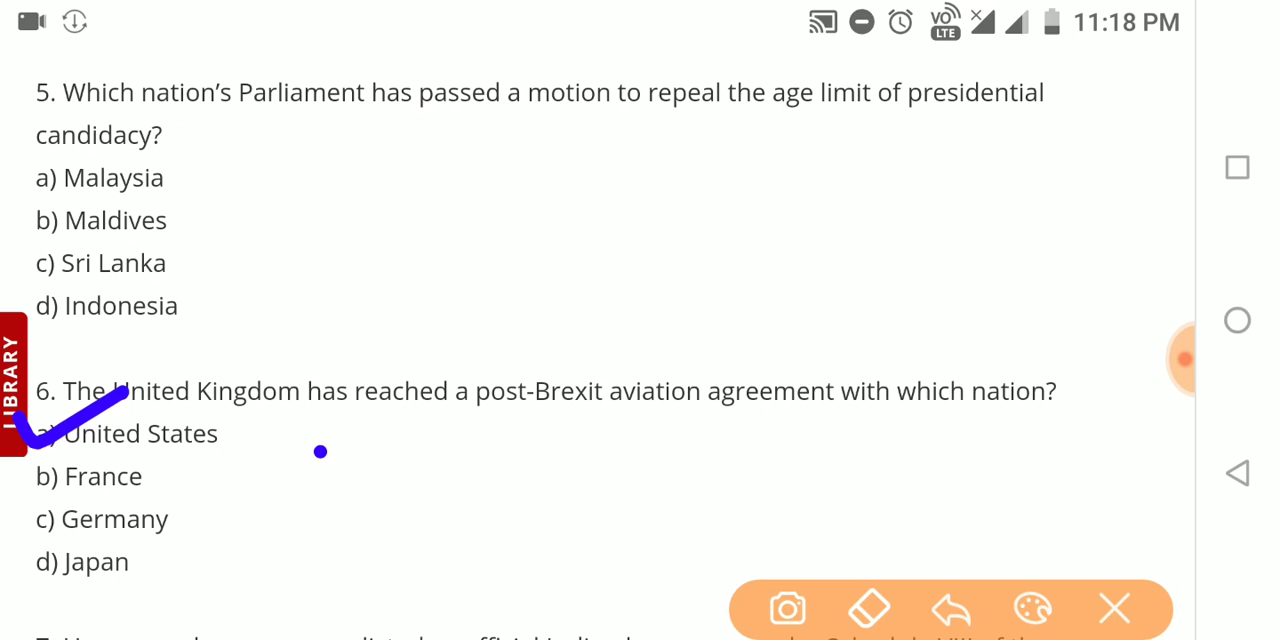 VO
LTE
11:18 PM
5. Which nation's Parliament has passed a motion to repeal the age limit of presidential
candidacy?
a) Malaysia
b) Maldives
c) Sri Lanka
d) Indonesia
LIBRARY
6. The United Kingdom has reached a post-Brexit aviation agreement with which nation?
a) United States
b) France
c) Germany
d) Japan